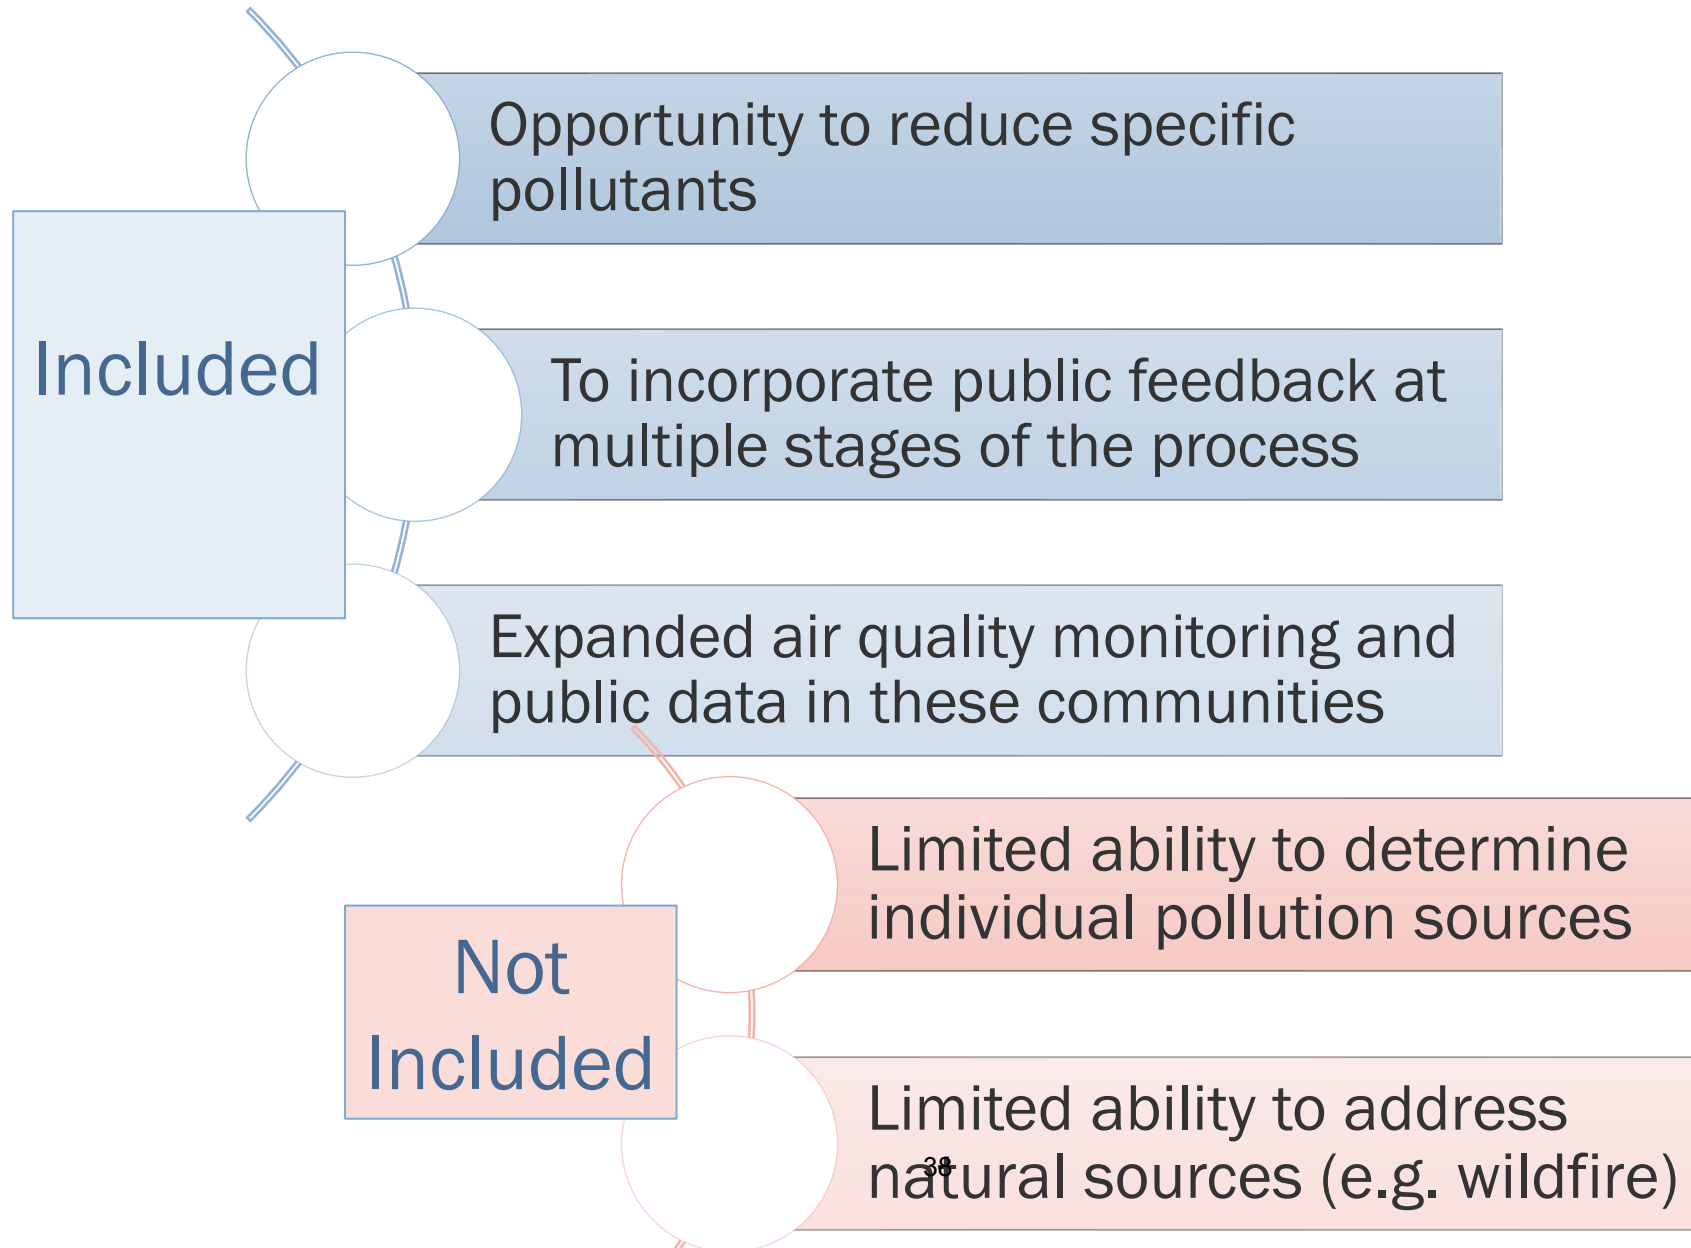 Included
Opportunity to reduce specific
pollutants
To incorporate public feedback at
multiple stages of the process
Expanded air quality monitoring and
public data in these communities
Not
Included
Limited ability to determine
individual pollution sources
Limited ability to address
natural sources (e.g. wildfire)